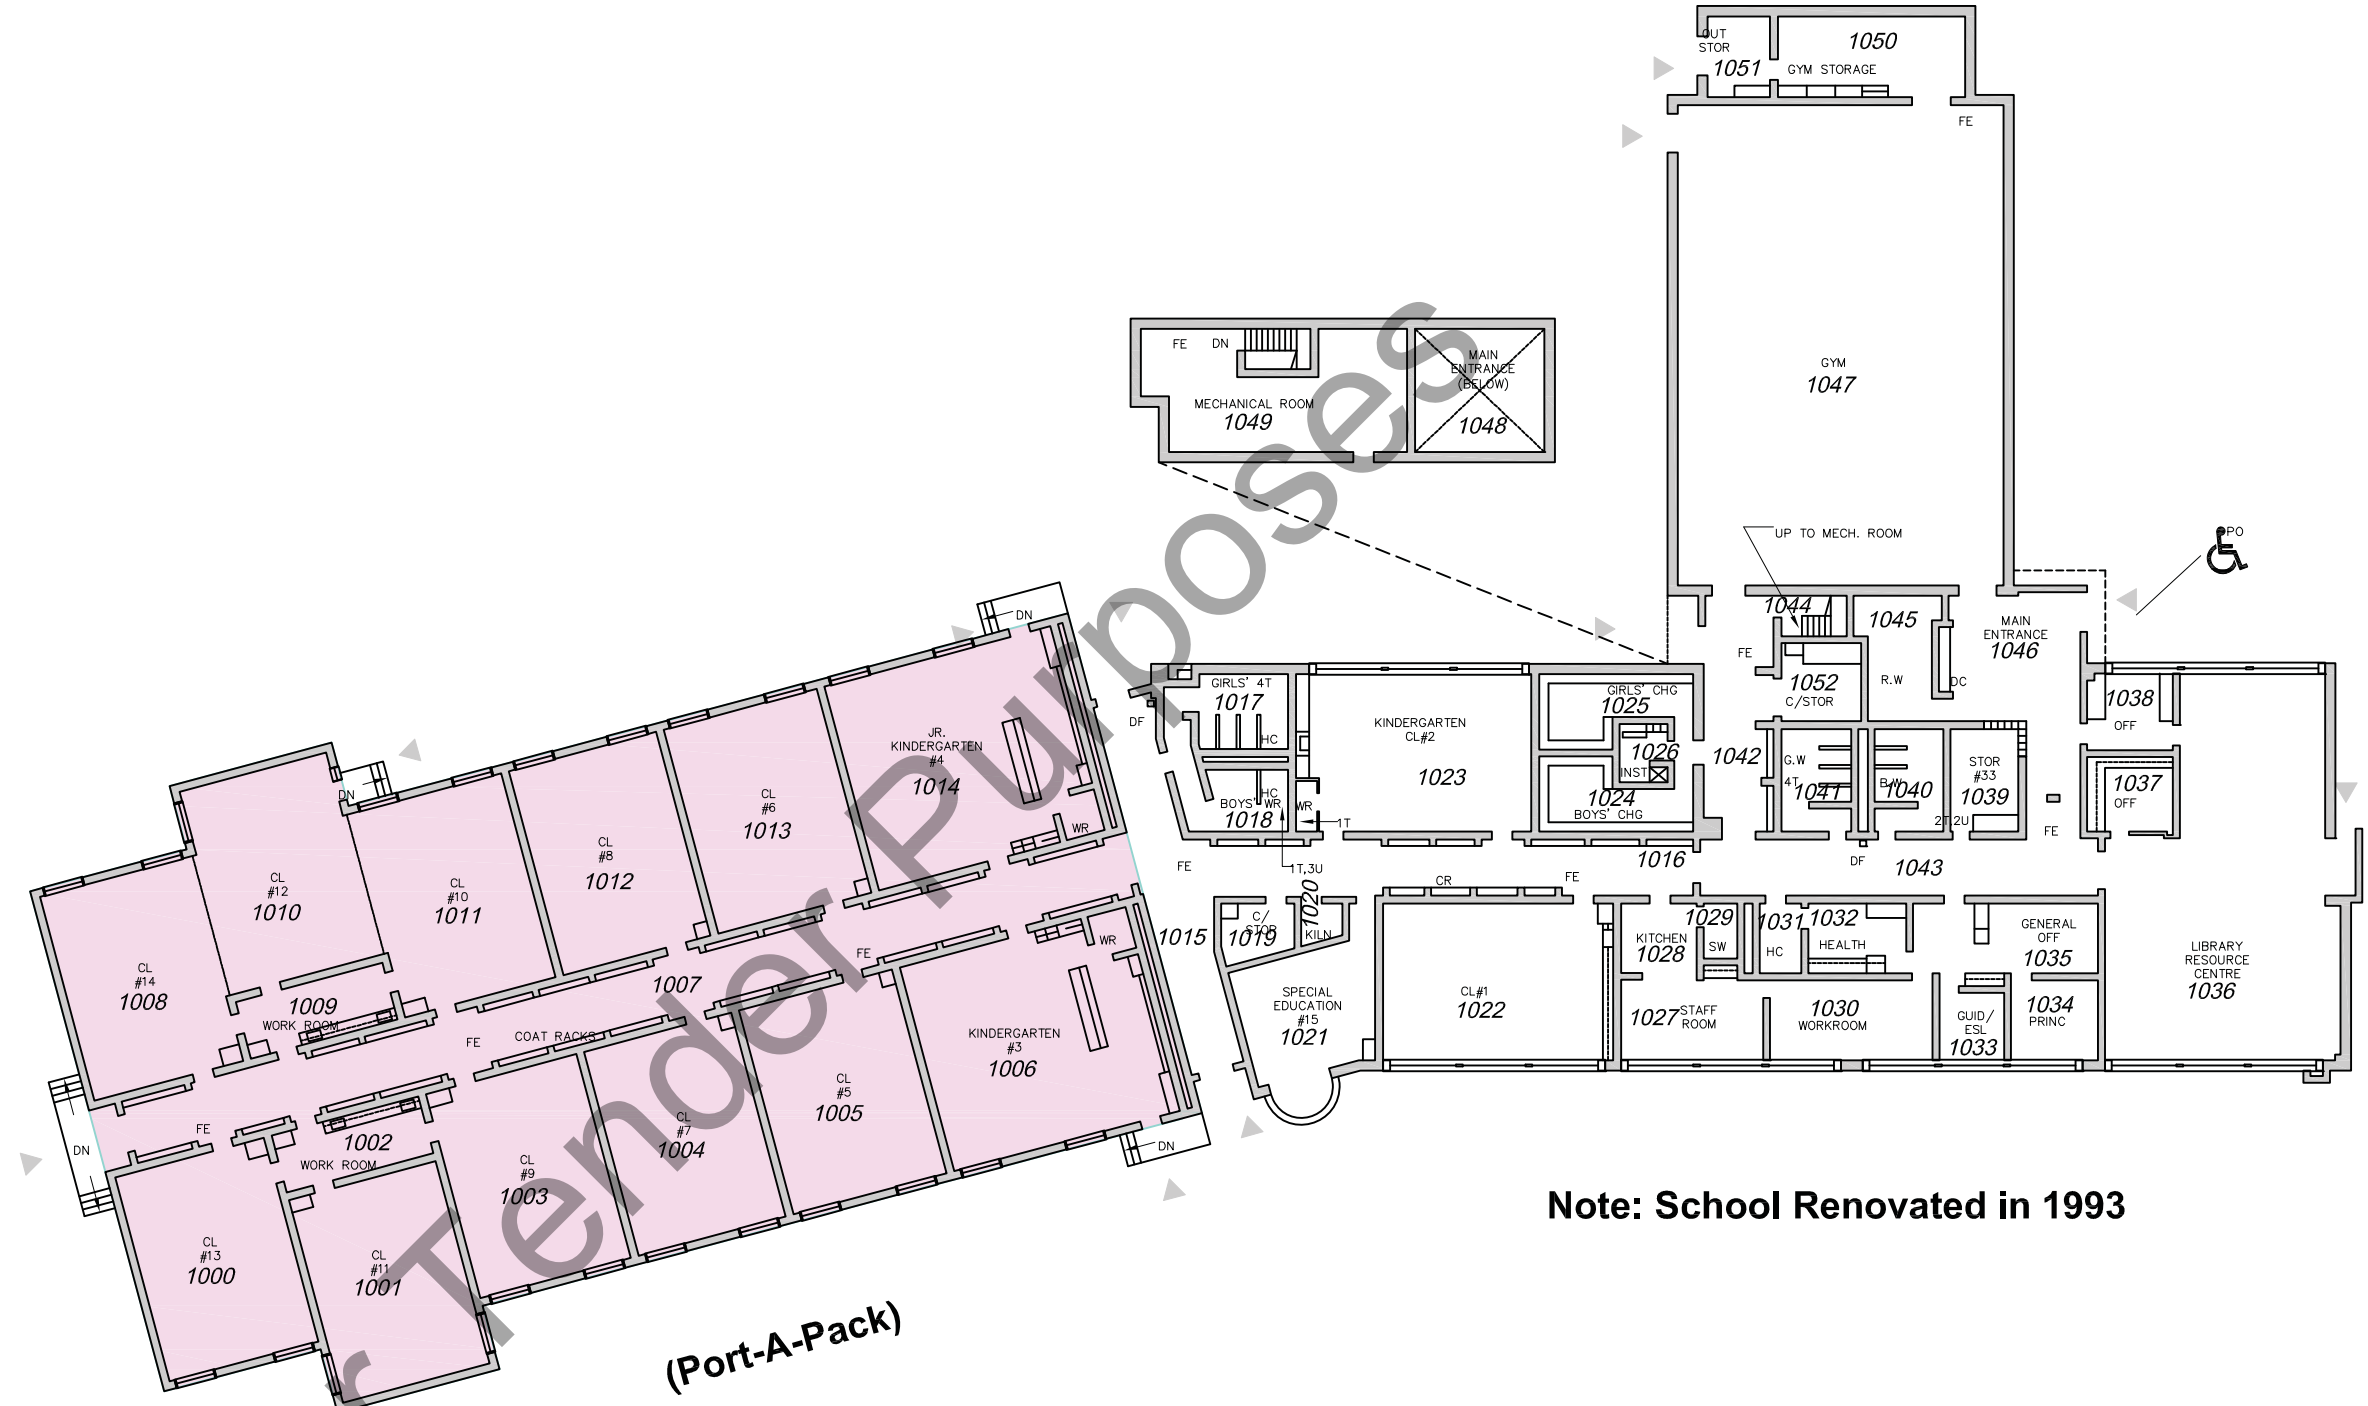 OUT
STOR
1051
1050
GYM STORAGE
FE
GYM
1047
FE
DN
MECHANICAL ROOM
1049
MAIN
ENTRANCE
(BELOW)
1048
UP TO MECH. ROOM
PO
1044
1045
MAIN
ENTRANCE
1046
FE
1052
C/STOR
R.W
DC
1038
OFF
DN
JR.
KINDERGARTEN
#4
1014
WR
DF
GIRLS' 4T
1017
HC
HC
BOYS' WR
1018
WR
1T
1T,3U
KINDERGARTEN
CL#2
1023
GIRLS' CHG
1025
1026
INST
1024
BOYS' CHG
1042
G.W
4T
1041
B.W
1040
STOR
#33
1039
2T,2U
1037
OFF
FE
DN
CL
#6
1013
CL
#8
1012
CL
#10
1011
CL
#12
1010
CL
#14
1008
1009
WORK ROOM
FE
COAT RACKS
1007
FE
WR
FE
1015
C/
STOR
1019
1020
KILN
CR
FE
1016
DF
1043
KITCHEN
1028
1029
SW
1031
HC
1032
HEALTH
GENERAL
OFF
1035
LIBRARY
RESOURCE
CENTRE
1036
SPECIAL
EDUCATION
#15
1021
CL#1
1022
1027
STAFF
ROOM
1030
WORKROOM
GUID/
ESL
1033
1034
PRINC
KINDERGARTEN
#3
1006
DN
CL
#5
1005
CL
#7
1004
CL
#9
1003
FE
DN
1002
WORK ROOM
CL
#13
1000
CL
#11
1001
Note: School Renovated in 1993
(Port-A-Pack)
r Tender Purposes